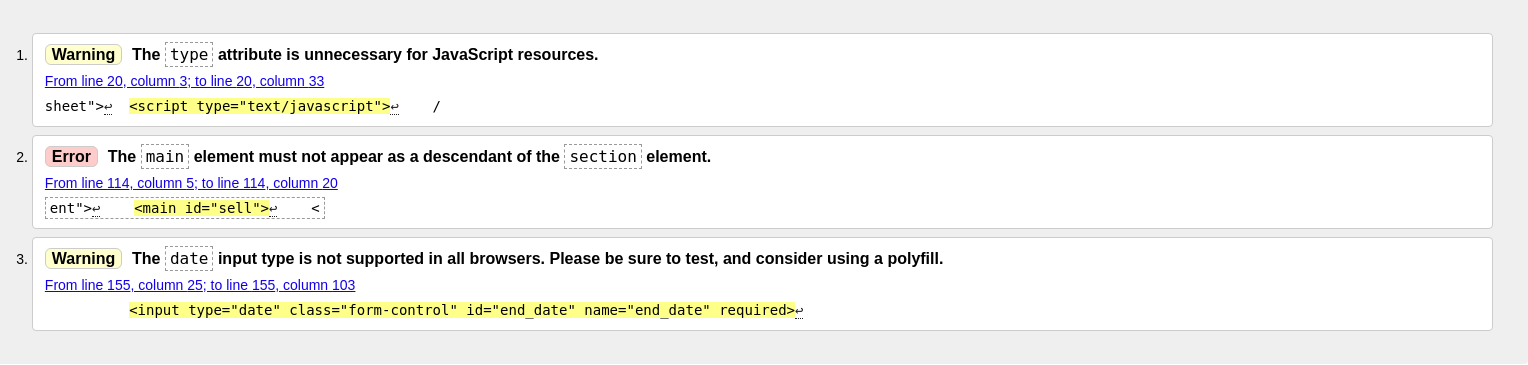 1. Warning The type attribute is unnecessary for JavaScript resources.
From line 20, column 3; to line 20, column 33
sheet">↩  <script type="text/javascript">↩    /
2. Error The main element must not appear as a descendant of the section element.
From line 114, column 5; to line 114, column 20
ent">↩    <main id="sell">↩    <
3. Warning The date input type is not supported in all browsers. Please be sure to test, and consider using a polyfill.
From line 155, column 25; to line 155, column 103
<input type="date" class="form-control" id="end_date" name="end_date" required>↩